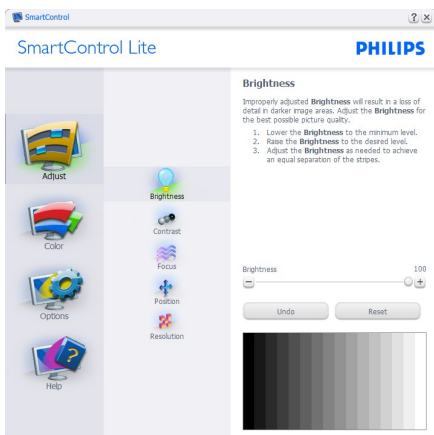 SmartControl
SmartControl Lite
PHILIPS
Adjust
Color
Options
Help
Brightness
Contrast
Focus
Position
Resolution
Brightness
Improperly adjusted Brightness will result in a loss of
detail in darker image areas. Adjust the Brightness for
the best possible picture quality.
1. Lower the Brightness to the minimum level.
2. Raise the Brightness to the desired level.
3. Adjust the Brightness as needed to achieve
an equal separation of the stripes.
Brightness 100
Undo Reset